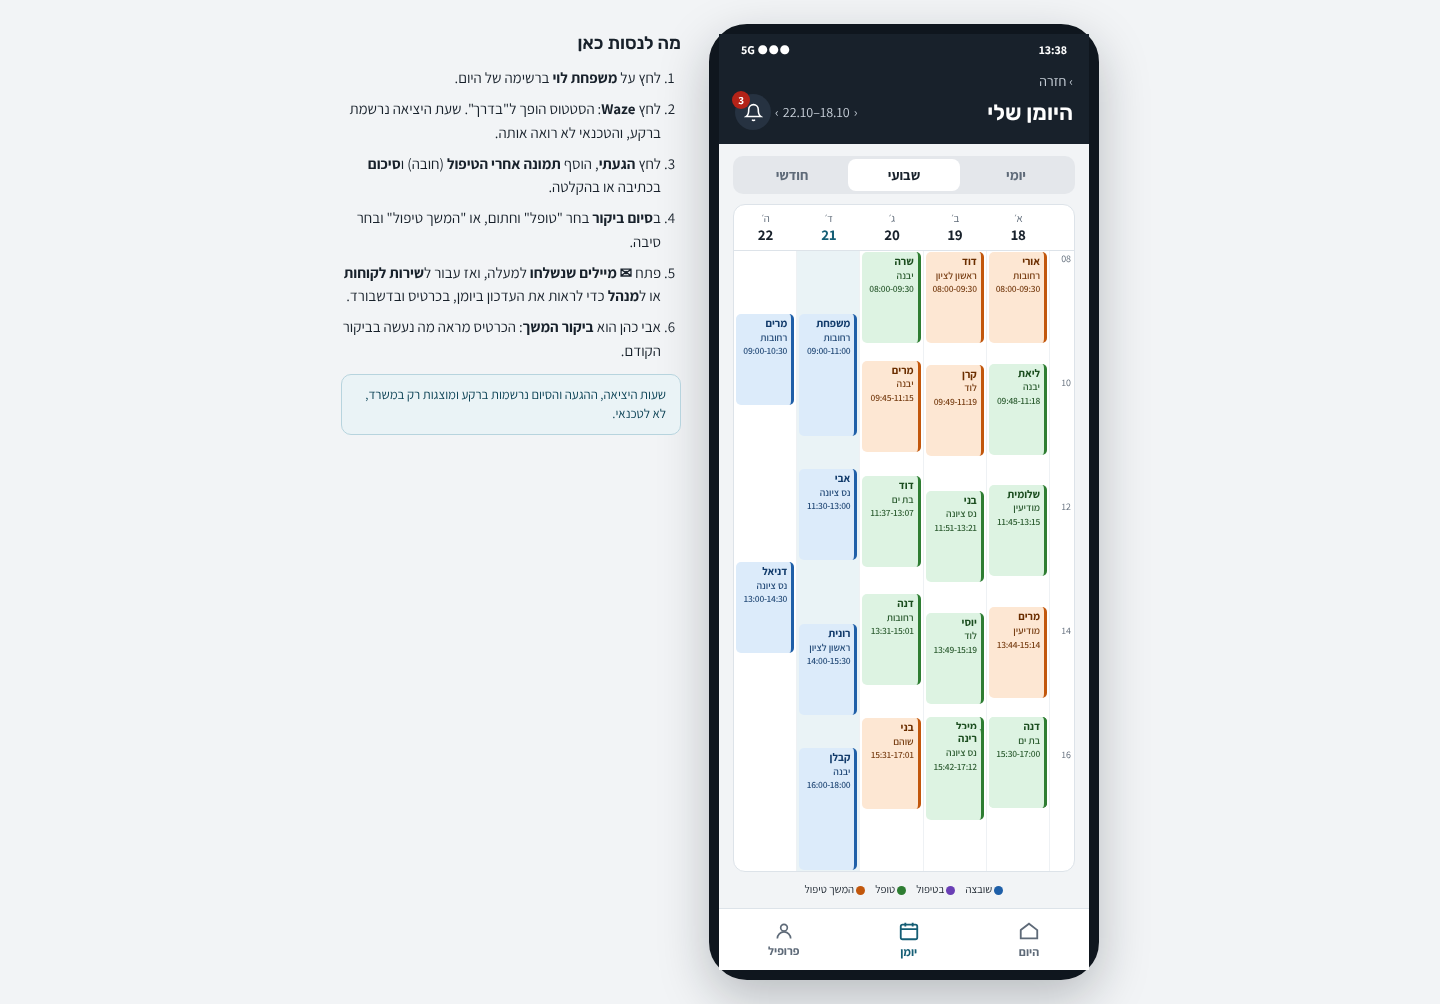 13:38
5G
חזרה
היומן שלי
22.10–18.10
3
יומי
שבועי
חודשי
א׳
18
ב׳
19
ג׳
20
ד׳
21
ה׳
22
08
10
12
14
16
אורי
רחובות
08:00-09:30
ליאת
יבנה
09:48-11:18
שלומית
מודיעין
11:45-13:15
מרים
מודיעין
13:44-15:14
דנה
בת ים
15:30-17:00
דוד
ראשון לציון
08:00-09:30
קרן
לוד
09:49-11:19
בני
נס ציונה
11:51-13:21
יוסי
לוד
13:49-15:19
מיכל
רינה
נס ציונה
15:42-17:12
שרה
יבנה
08:00-09:30
מרים
יבנה
09:45-11:15
דוד
בת ים
11:37-13:07
דנה
רחובות
13:31-15:01
בני
שוהם
15:31-17:01
משפחת
רחובות
09:00-11:00
אבי
נס ציונה
11:30-13:00
רונית
ראשון לציון
14:00-15:30
קבלן
יבנה
16:00-18:00
מרים
רחובות
09:00-10:30
דניאל
נס ציונה
13:00-14:30
שובצה
בטיפול
טופל
המשך טיפול
היום
יומן
פרופיל
מה לנסות כאן
1. לחץ על משפחת לוי ברשימה של היום.
2. לחץ Waze: הסטטוס הופך ל"בדרך". שעת היציאה נרשמת
ברקע, והטכנאי לא רואה אותה.
3. לחץ הגעתי, הוסף תמונה אחרי הטיפול (חובה) וסיכום
בכתיבה או בהקלטה.
4. בסיום ביקור בחר "טופל" וחתום, או "המשך טיפול" ובחר
סיבה.
5. פתח ✉ מיילים שנשלחו למעלה, ואז עבור לשירות לקוחות
או למנהל כדי לראות את העדכון ביומן, בכרטיס ובדשבורד.
6. אבי כהן הוא ביקור המשך: הכרטיס מראה מה נעשה בביקור
הקודם.
שעות היציאה, ההגעה והסיום נרשמות ברקע ומוצגות רק במשרד,
לא לטכנאי.